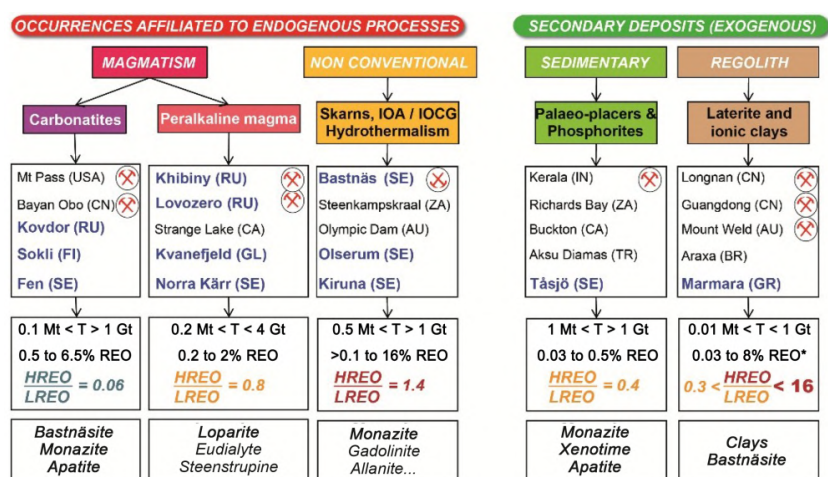 OCCURRENCES AFFILIATED TO ENDOGENOUS PROCESSES
SECONDARY DEPOSITS (EXOGENOUS)
MAGMATISM
NON CONVENTIONAL
SEDIMENTARY
REGOLITH
Carbonatites
Peralkaline magma
Skarns, IOA / IOCG
Hydrothermalism
Palaeo-placers &
Phosphorites
Laterite and
ionic clays
Mt Pass (USA)
Bayan Obo (CN)
Kovdor (RU)
Sokli (FI)
Fen (SE)
Khibiny (RU)
Lovozero (RU)
Strange Lake (CA)
Kvanefjeld (GL)
Norra Kärr (SE)
Bastnäs (SE)
Steenkampskraal (ZA)
Olympic Dam (AU)
Olserum (SE)
Kiruna (SE)
Kerala (IN)
Richards Bay (ZA)
Buckton (CA)
Aksu Diamas (TR)
Tåsjö (SE)
Longnan (CN)
Guangdong (CN)
Mount Weld (AU)
Araxa (BR)
Marmara (GR)
0.1 Mt < T > 1 Gt
0.5 to 6.5% REO
HREO
LREO = 0.06
0.2 Mt < T < 4 Gt
0.2 to 2% REO
HREO
LREO = 0.8
0.5 Mt < T > 1 Gt
>0.1 to 16% REO
HREO
LREO = 1.4
1 Mt < T > 1 Gt
0.03 to 0.5% REO
HREO
LREO = 0.4
0.01 Mt < T < 1 Gt
0.03 to 8% REO*
0.3 < HREO < 16
LREO
Bastnäsite
Monazite
Apatite
Loparite
Eudialyte
Steenstrupine
Monazite
Gadolinite
Allanite...
Monazite
Xenotime
Apatite
Clays
Bastnäsite